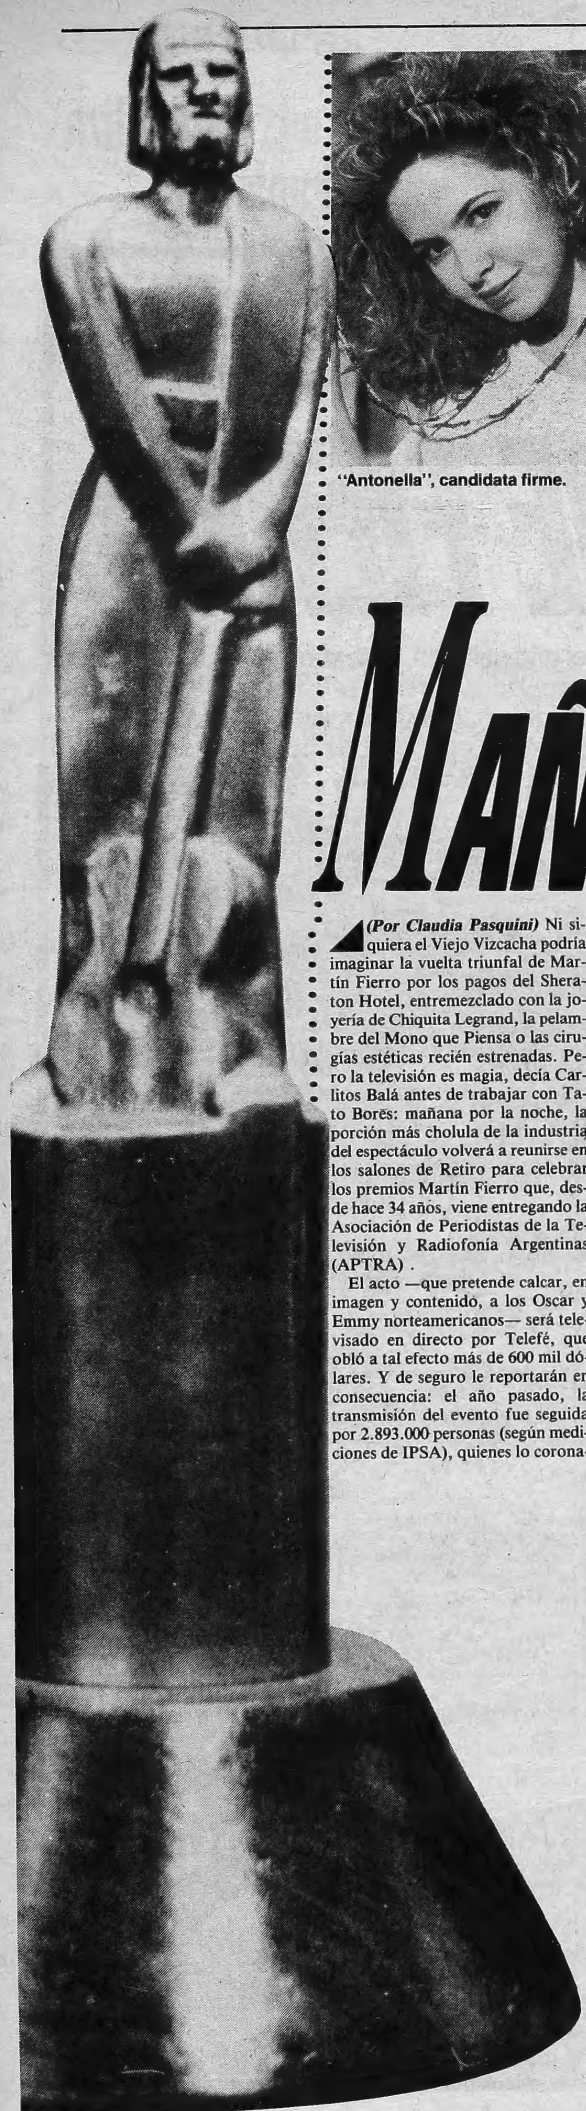 "Antonella", candidata firme.
MAÑ
(Por Claudia Pasquini) Ni si-
quiera el Viejo Vizcacha podría
imaginar la vuelta triunfal de Mar-
tín Fierro por los pagos del Shera-
ton Hotel, entremezclado con la jo-
yería de Chiquita Legrand, la pelam-
bre del Mono que Piensa o las ciru-
gías estéticas recién estrenadas. Pe-
ro la televisión es magia, decía Car-
litos Balá antes de trabajar con Ta-
to Bores: mañana por la noche, la
porción más cholula de la industria
del espectáculo volverá a reunirse en
los salones de Retiro para celebrar
los premios Martín Fierro que, des-
de hace 34 años, viene entregando la
Asociación de Periodistas de la Te-
levisión y Radiofonía Argentinas
(APTRA) .
El acto —que pretende calcar, en
imagen y contenido, a los Oscar y
Emmy norteamericanos— será tele-
visado en directo por Telefé, que
obló a tal efecto más de 600 mil dó-
lares. Y de seguro le reportarán en
consecuencia: el año pasado, la
transmisión del evento fue seguida
por 2.893.000 personas (según medi-
ciones de IPSA), quienes lo corona-